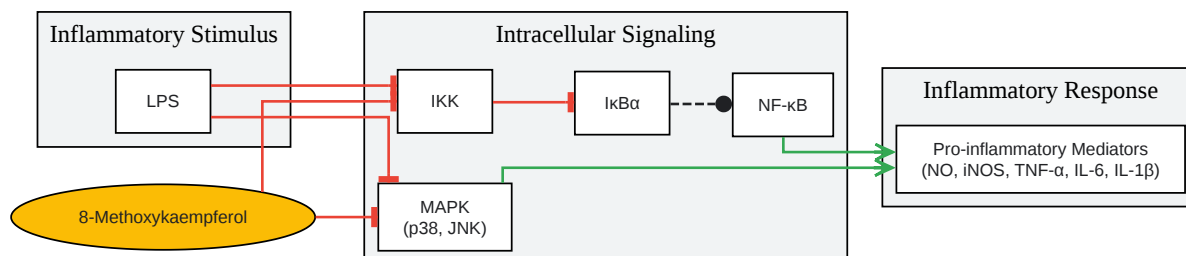 Inflammatory Stimulus
LPS
8-Methoxykaempferol
Intracellular Signaling
IKK
IκBα
NF-κB
MAPK
(p38, JNK)
Inflammatory Response
Pro-inflammatory Mediators
(NO, iNOS, TNF-α, IL-6, IL-1β)